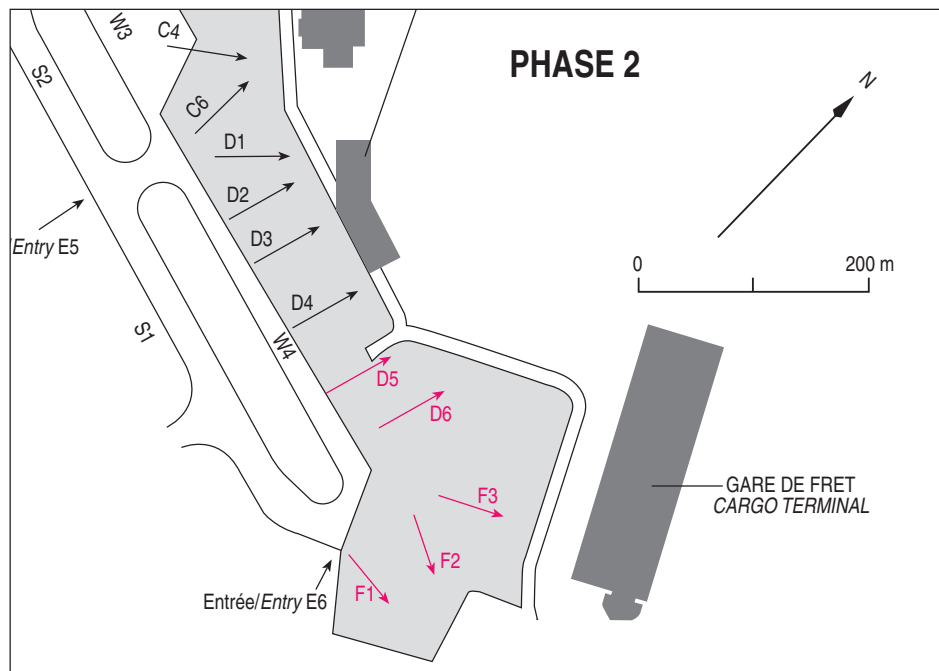 PHASE 2
W3
C4
S2
N
C6
D1
D2
/Entry E5
D3
0
200 m
D4
S1
W4
D5
D6
F3
GARE DE FRET
CARGO TERMINAL
F2
F1
Entrée/Entry E6